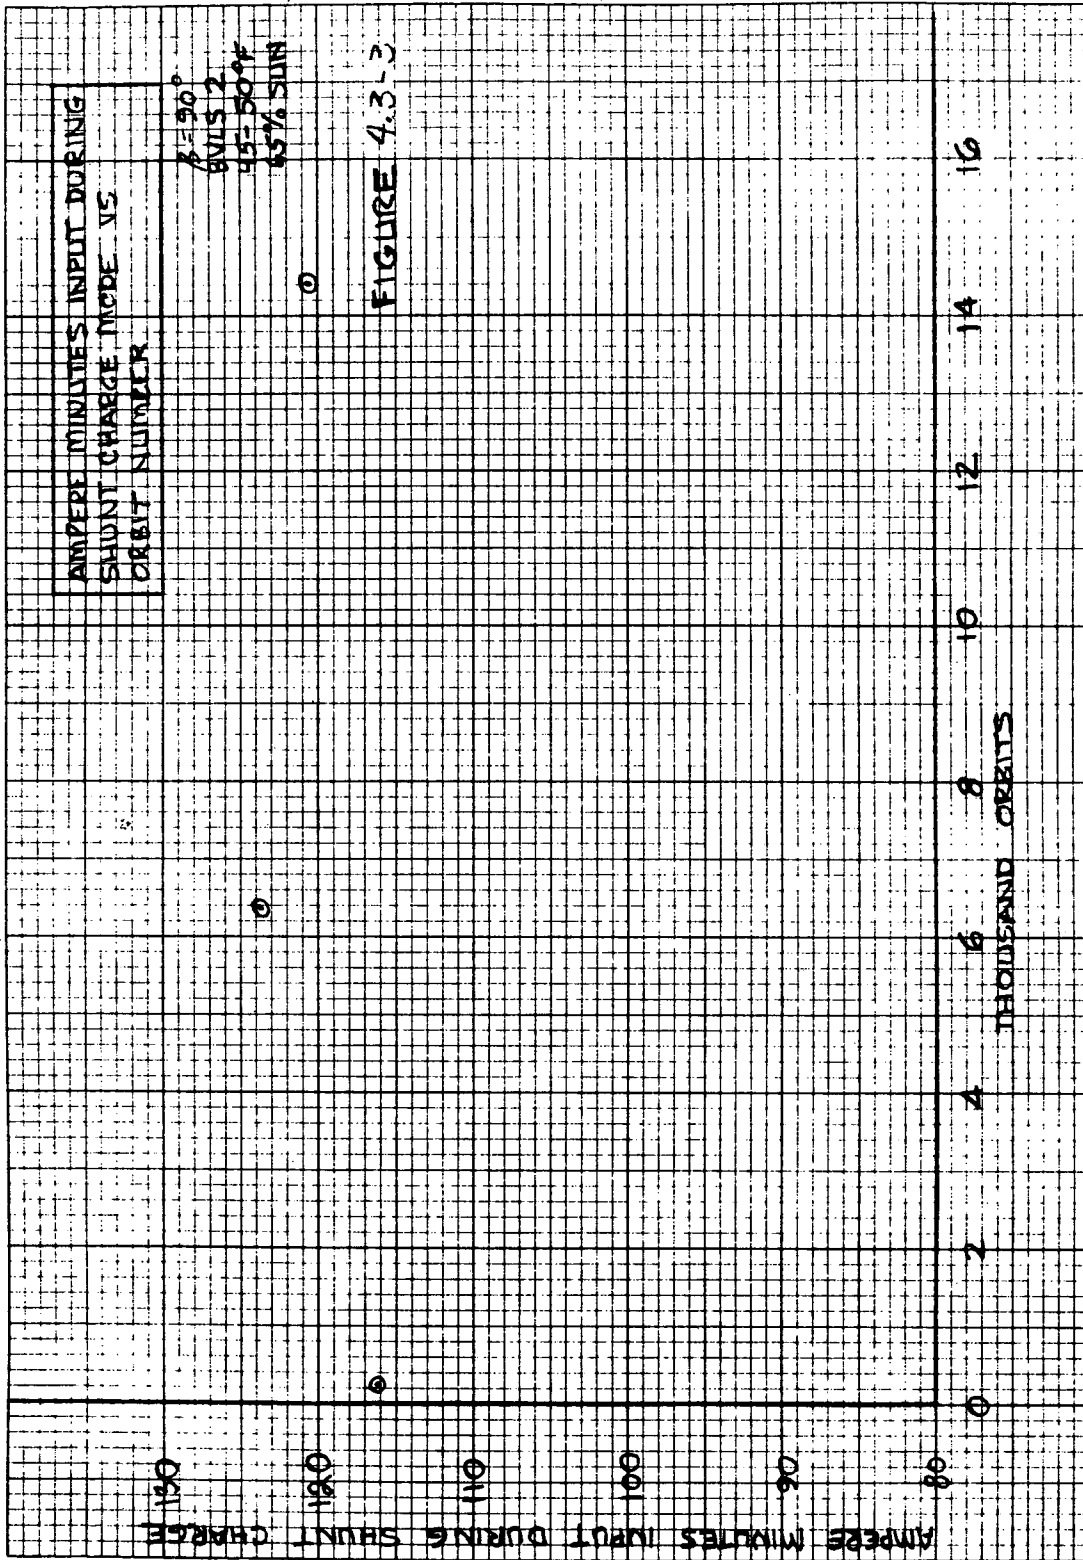 AMPERE MINUTES INPUT DURING
SHUNT CHARGE MODE VS
ORBIT NUMBER
β=90°
BVLS 2
45-50°F
65% SUN
FIGURE 4.3-3
AMPERE MINUTES INPUT DURING SHUNT CHARGE
130
120
110
100
90
80
0 2 4 6 8 10 12 14 16
THOUSAND ORBITS